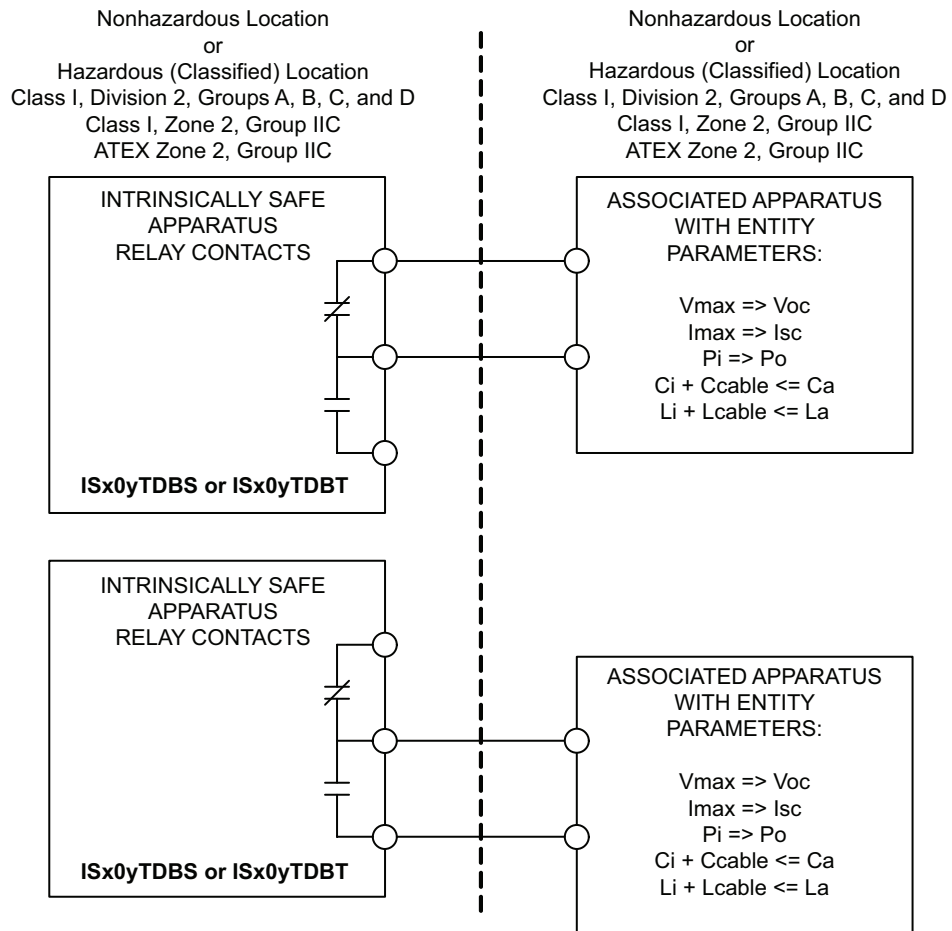 Nonhazardous Location
or
Hazardous (Classified) Location
Class I, Division 2, Groups A, B, C, and D
Class I, Zone 2, Group IIC
ATEX Zone 2, Group IIC
Nonhazardous Location
or
Hazardous (Classified) Location
Class I, Division 2, Groups A, B, C, and D
Class I, Zone 2, Group IIC
ATEX Zone 2, Group IIC
INTRINSICALLY SAFE
APPARATUS
RELAY CONTACTS
ISx0yTDBS or ISx0yTDBT
ASSOCIATED APPARATUS
WITH ENTITY
PARAMETERS:
Vmax => Voc
Imax => Isc
Pi => Po
Ci + Ccable <= Ca
Li + Lcable <= La
INTRINSICALLY SAFE
APPARATUS
RELAY CONTACTS
ISx0yTDBS or ISx0yTDBT
ASSOCIATED APPARATUS
WITH ENTITY
PARAMETERS:
Vmax => Voc
Imax => Isc
Pi => Po
Ci + Ccable <= Ca
Li + Lcable <= La